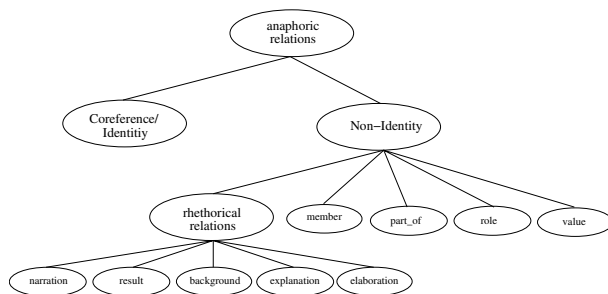 anaphoric
relations
Coreference/
Identitiy
Non−Identity
rhethorical
relations
member
part_of
role
value
narration
result
background
explanation
elaboration